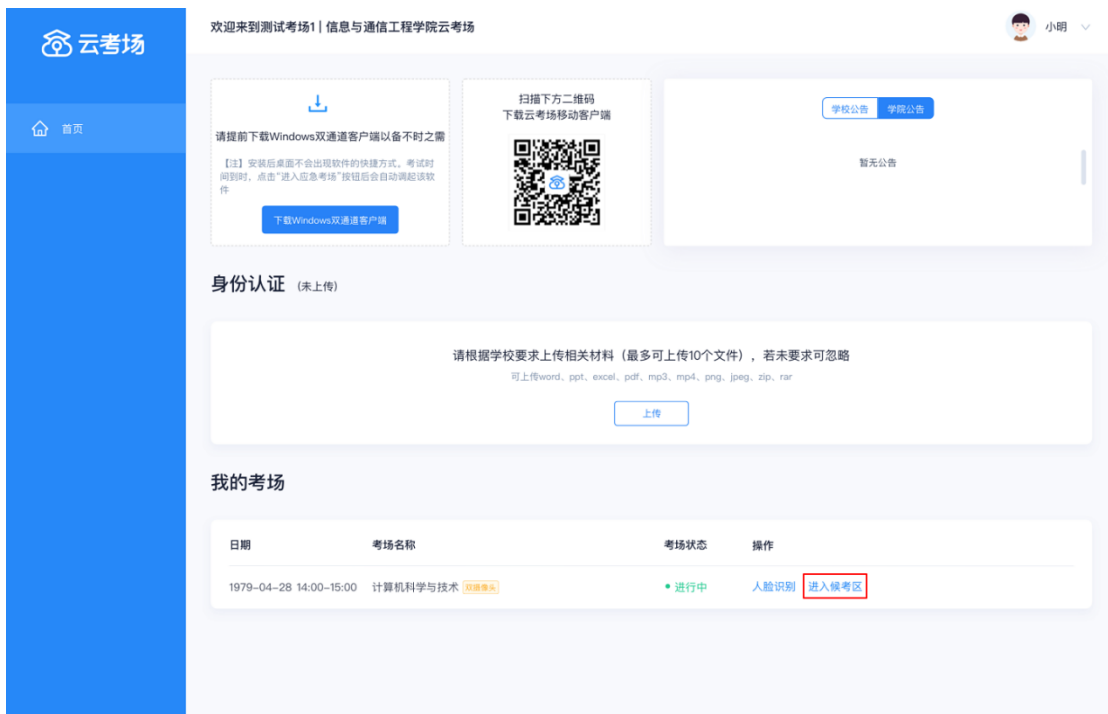 云考场
欢迎来到测试考场1 | 信息与通信工程学院云考场
小明
首页
请提前下载Windows双通道客户端以备不时之需
【注】安装后桌面不会出现软件的快捷方式。考试时
间到时，点击“进入应急考场”按钮后会自动调起该软
件
下载Windows双通道客户端
扫描下方二维码
下载云考场移动客户端
学校公告 学院公告
暂无公告
身份认证 (未上传)
请根据学校要求上传相关材料（最多可上传10个文件），若未要求可忽略
可上传word、ppt、excel、pdf、mp3、mp4、png、jpeg、zip、rar
上传
我的考场
日期 考场名称 考场状态 操作
1979-04-28 14:00-15:00 计算机科学与技术 双摄像头 进行中 人脸识别 进入候考区